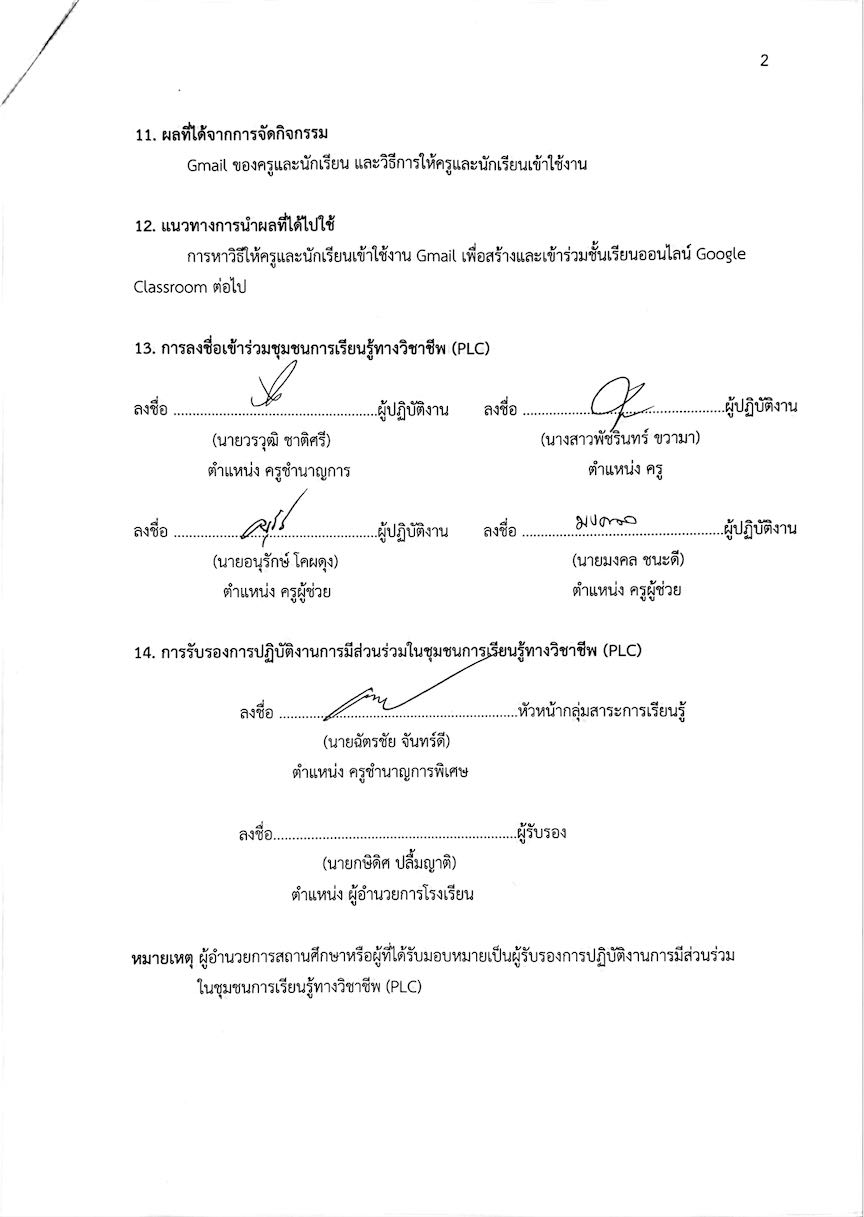 2
11. ผลที่ได้จากการจัดกิจกรรม
Gmail ของครูและนักเรียน และวิธีการให้ครูและนักเรียนเข้าใช้งาน
12. แนวทางการนำผลที่ได้ไปใช้
การหาวิธีให้ครูและนักเรียนเข้าใช้งาน Gmail เพื่อสร้างและเข้าร่วมชั้นเรียนออนไลน์ Google
Classroom ต่อไป
13. การลงชื่อเข้าร่วมชุมชนการเรียนรู้ทางวิชาชีพ (PLC)
ลงชื่อ ......................................................ผู้ปฏิบัติงาน ลงชื่อ ......................................................ผู้ปฏิบัติงาน
(นายวรวุฒิ ชาติศรี) (นางสาวพัชรินทร์ ขวามา)
ตำแหน่ง ครูชำนาญการ ตำแหน่ง ครู
ลงชื่อ ......................................................ผู้ปฏิบัติงาน ลงชื่อ ......................................................ผู้ปฏิบัติงาน
(นายอนุรักษ์ โคผดุง) (นายมงคล ชนะดี)
ตำแหน่ง ครูผู้ช่วย ตำแหน่ง ครูผู้ช่วย
14. การรับรองการปฏิบัติงานการมีส่วนร่วมในชุมชนการเรียนรู้ทางวิชาชีพ (PLC)
ลงชื่อ ................................................................หัวหน้ากลุ่มสาระการเรียนรู้
(นายฉัตรชัย จันทร์ดี)
ตำแหน่ง ครูชำนาญการพิเศษ
ลงชื่อ.................................................................ผู้รับรอง
(นายกษิดิศ ปลื้มญาติ)
ตำแหน่ง ผู้อำนวยการโรงเรียน
หมายเหตุ ผู้อำนวยการสถานศึกษาหรือผู้ที่ได้รับมอบหมายเป็นผู้รับรองการปฏิบัติงานการมีส่วนร่วม
ในชุมชนการเรียนรู้ทางวิชาชีพ (PLC)